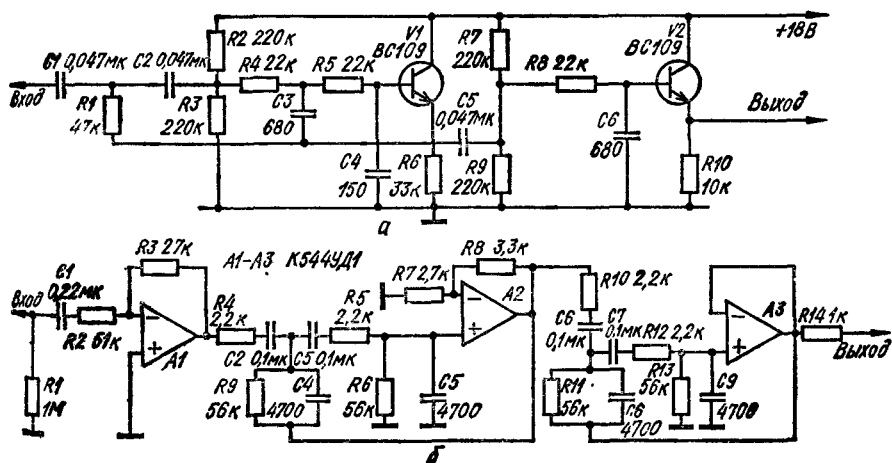 C1 0,047мк
C2 0,047мк
R2 220к
R4 22к
R5 22к
V1
BC109
R7
220к
R8 22к
V2
BC109
+18В
Вход
R1
47к
R3
220к
C3
680
C4
150
R6
33к
C5
0,047мк
R9
220к
C6
680
Выход
R10
10к
а
R3 27к
A1-A3 К544УД1
R8 3,3к
R7 2,7к
A2
C1
0,22мк
Вход
R2 51к
A1
R4
2,2к
R5
2,2к
C2
0,1мк
C5
0,1мк
R10 2,2к
C6
0,1мк
C7
0,1мк
R12 2,2к
A3
R14 1к
Выход
R1
1М
R9
56к
C4
4700
R6
56к
C5
4700
R11
56к
C6
4700
R13
56к
C9
4700
б